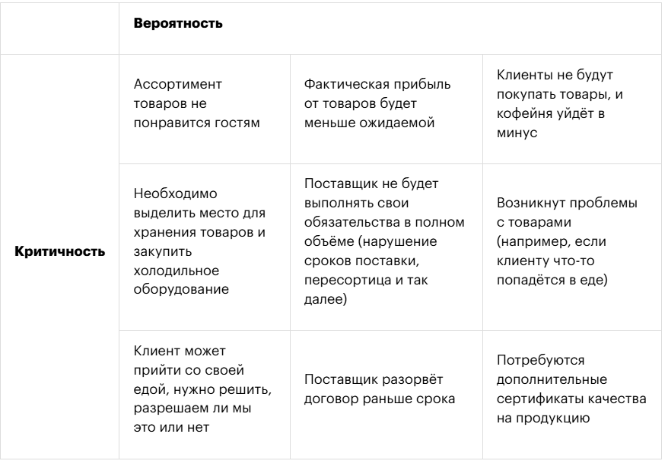 Вероятность
Ассортимент
товаров не
понравится гостям
Фактическая прибыль
от товаров будет
меньше ожидаемой
Клиенты не будут
покупать товары, и
кофейня уйдёт в
минус
Критичность
Необходимо
выделить место для
хранения товаров и
закупить
холодильное
оборудование
Поставщик не будет
выполнять свои
обязательства в полном
объёме (нарушение
сроков поставки,
пересортица и так
далее)
Возникнут проблемы
с товарами
(например, если
клиенту что-то
попадётся в еде)
Клиент может
прийти со своей
едой, нужно решить,
разрешаем ли мы
это или нет
Поставщик разорвёт
договор раньше срока
Потребуются
дополнительные
сертификаты качества
на продукцию